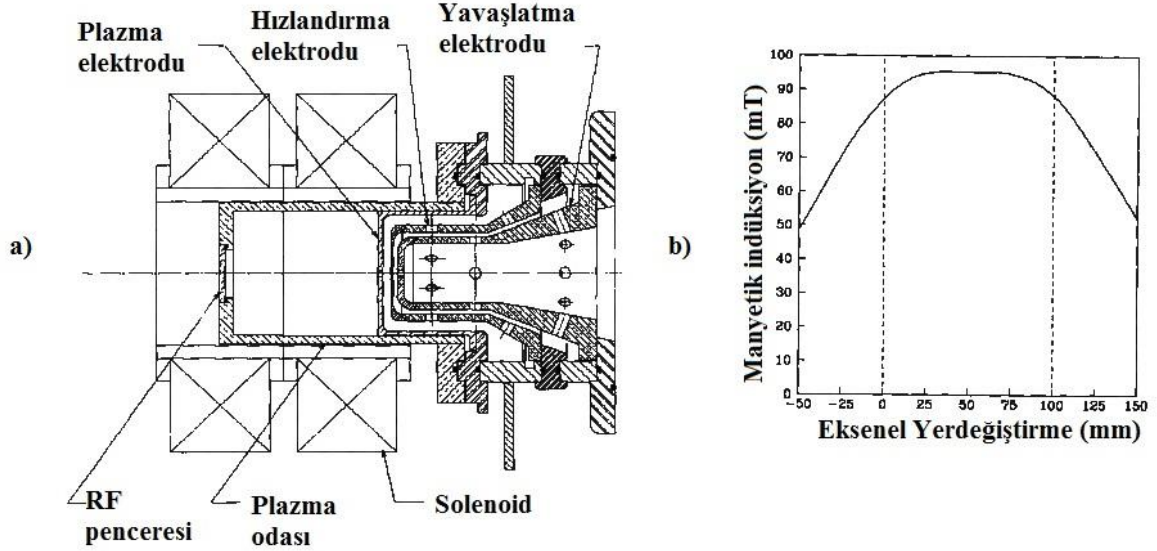 Plazma
elektrodu
Hızlandırma
elektrodu
Yavaşlatma
elektrodu
a)
RF
penceresi
Plazma
odası
Solenoid
b)
Manyetik indüksiyon (mT)
100
90
80
70
60
50
40
30
20
10
0
-50 -25 0 25 50 75 100 125 150
Eksenel Yerdeğiştirme (mm)